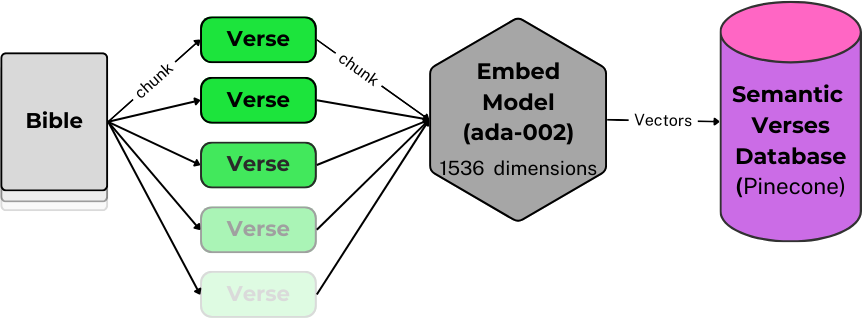 Bible
chunk
Verse
Verse
Verse
Verse
Verse
chunk
Embed
Model
(ada-002)
1536 dimensions
Vectors
Semantic
Verses
Database
(Pinecone)